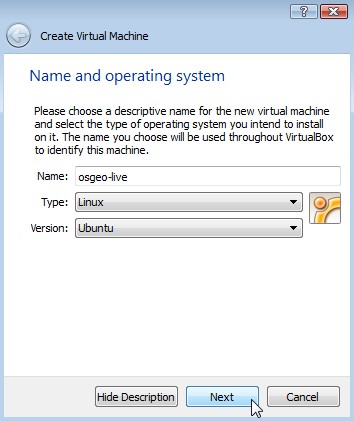 ?
Create Virtual Machine
Name and operating system
Please choose a descriptive name for the new virtual machine
and select the type of operating system you intend to install
on it. The name you choose will be used throughout VirtualBox
to identify this machine.
Name: osgeo-live
Type: Linux
Version: Ubuntu
Hide Description Next Cancel